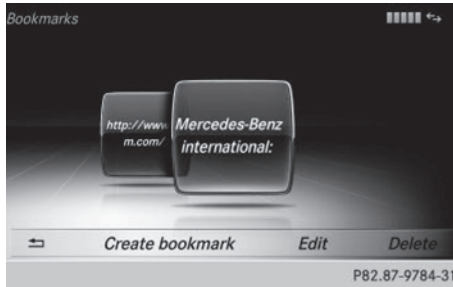 Bookmarks
http://www
m.com/
Mercedes-Benz
international:
Create bookmark Edit Delete
P82.87-9784-31